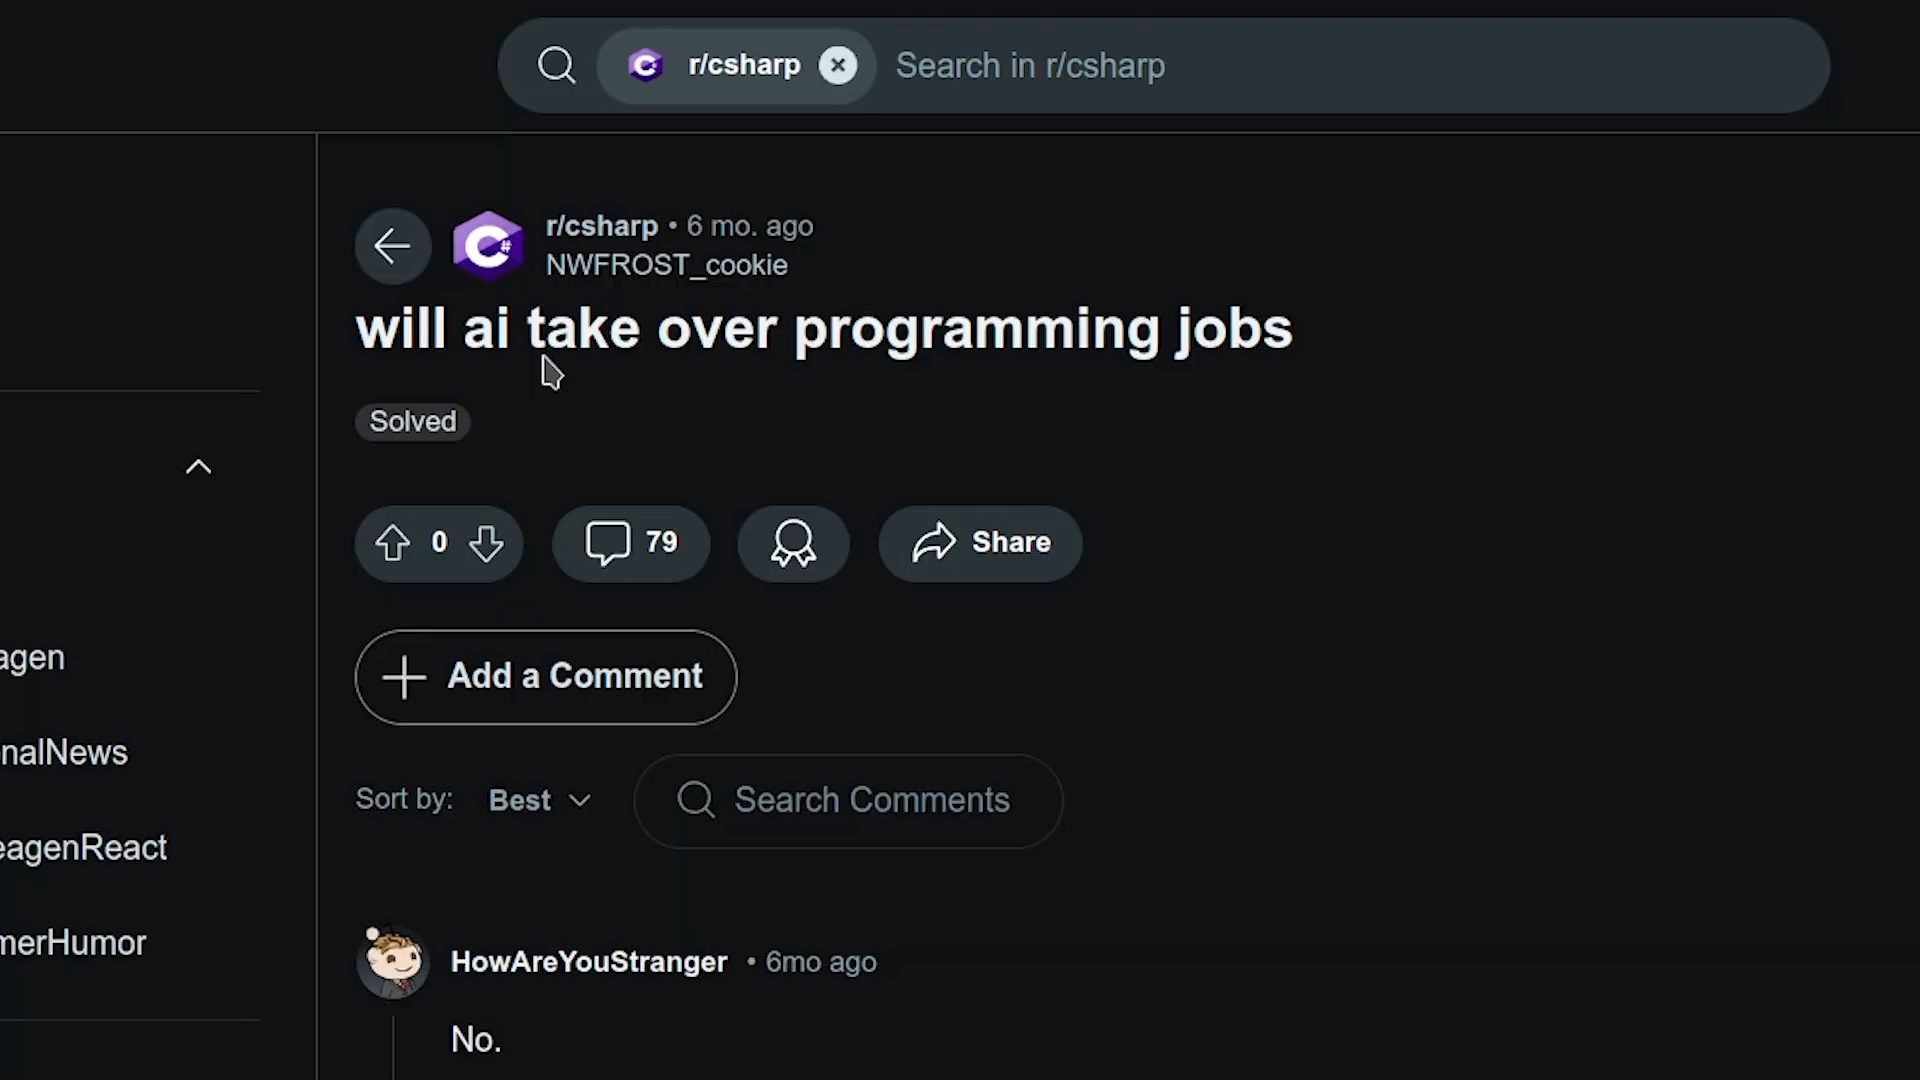 r/csharp Search in r/csharp
r/csharp • 6 mo. ago
NWFROST_cookie
will ai take over programming jobs
Solved
0 79 Share
Add a Comment
agen
onalNews
Sort by: Best Search Comments
eagenReact
merHumor
HowAreYouStranger • 6mo ago
No.